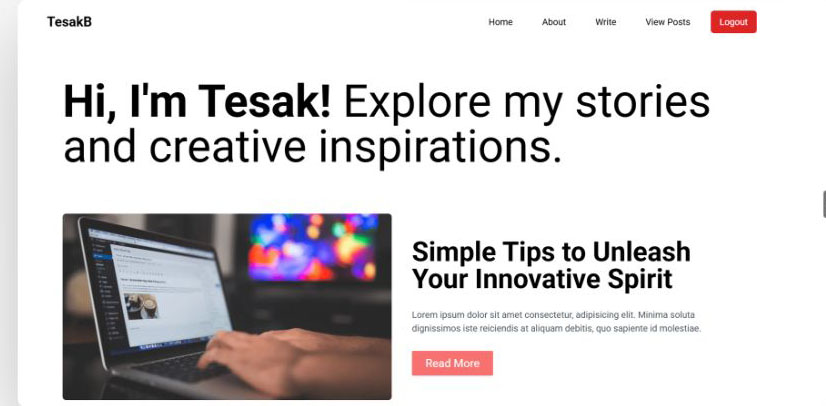 TesakB
Home About Write View Posts Logout
Hi, I'm Tesak! Explore my stories
and creative inspirations.
Simple Tips to Unleash
Your Innovative Spirit
Lorem ipsum dolor sit amet consectetur, adipisicing elit. Minima soluta
dignissimos iste reiciendis at aliquam debitis, quo sapiente id molestiae.
Read More